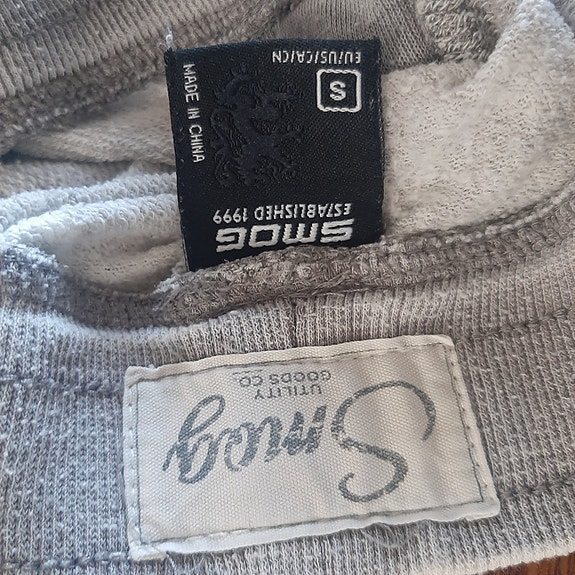 Smog
UTILITY
GOODS CO.
SMOG
ESTABLISHED 1999
S
EU/US/CA/CN
MADE IN CHINA